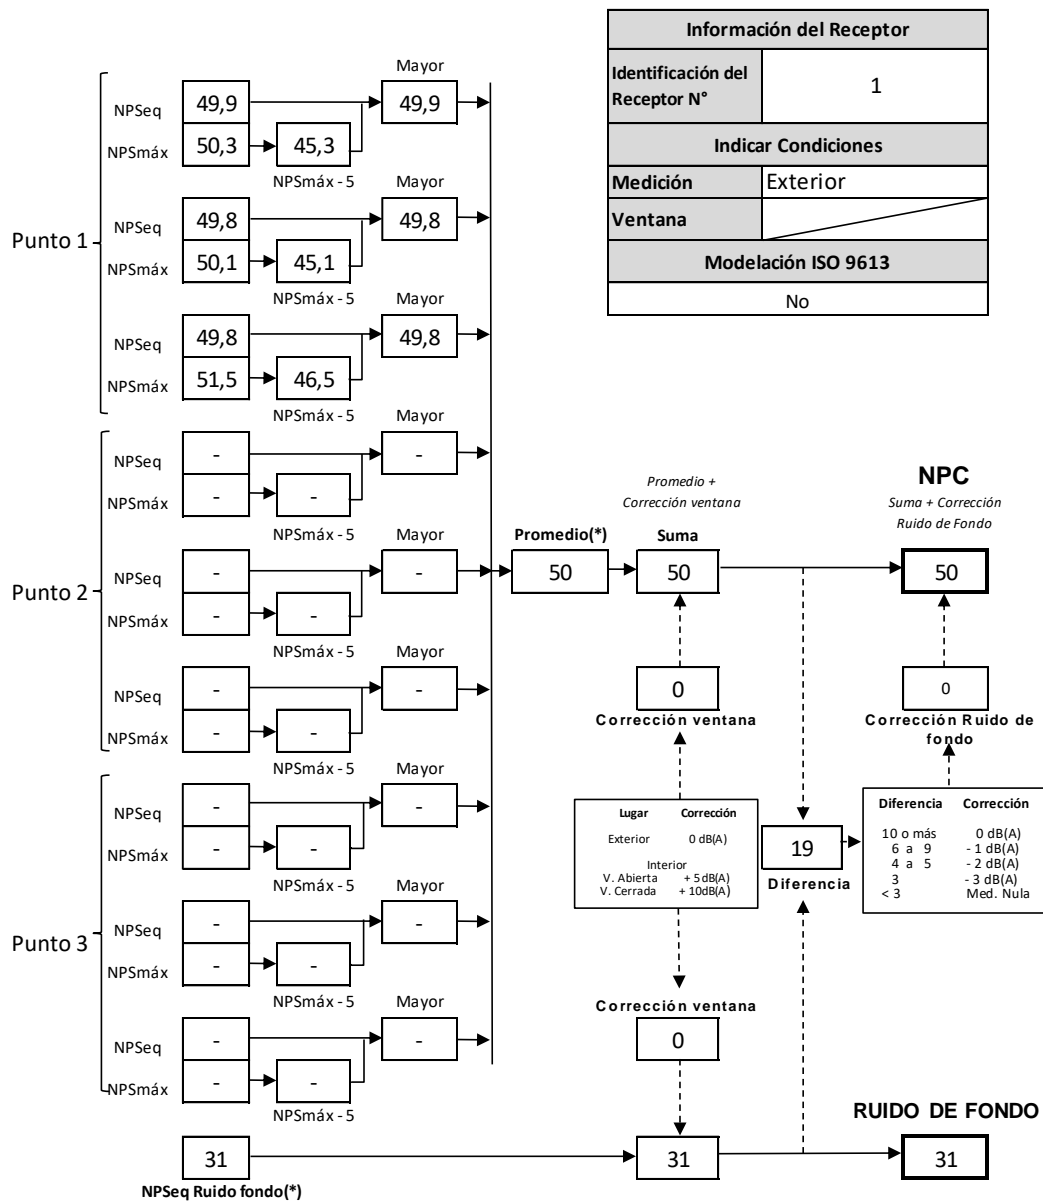 Información del Receptor
Identificación del
Receptor N°
1
Indicar Condiciones
Medición
Exterior
Ventana
Modelación ISO 9613
No
Punto 1
Mayor
NPSeq
49,9
49,9
NPSmáx
50,3
45,3
NPSmáx - 5
Mayor
NPSeq
49,8
49,8
NPSmáx
50,1
45,1
NPSmáx - 5
Mayor
NPSeq
49,8
49,8
NPSmáx
51,5
46,5
NPSmáx - 5
Punto 2
Mayor
NPSeq
-
-
NPSmáx
-
-
NPSmáx - 5
Mayor
NPSeq
-
-
NPSmáx
-
-
NPSmáx - 5
Mayor
NPSeq
-
-
NPSmáx
-
-
NPSmáx - 5
Punto 3
Mayor
NPSeq
-
-
NPSmáx
-
-
NPSmáx - 5
Mayor
NPSeq
-
-
NPSmáx
-
-
NPSmáx - 5
Mayor
NPSeq
-
-
NPSmáx
-
-
NPSmáx - 5
Promedio(*)
50
Promedio +
Corrección ventana
Suma
50
NPC
Suma + Corrección
Ruido de Fondo
50
0
Corrección ventana
0
Corrección Ruido de
fondo
Lugar Corrección
Exterior 0 dB(A)
Interior
V. Abierta + 5dB(A)
V. Cerrada + 10dB(A)
19
Diferencia
Diferencia Corrección
10 o más 0 dB(A)
6 a 9 - 1 dB(A)
4 a 5 - 2 dB(A)
3 - 3 dB(A)
< 3 Med. Nula
Corrección ventana
0
RUIDO DE FONDO
31
31
31
NPSeq Ruido fondo(*)